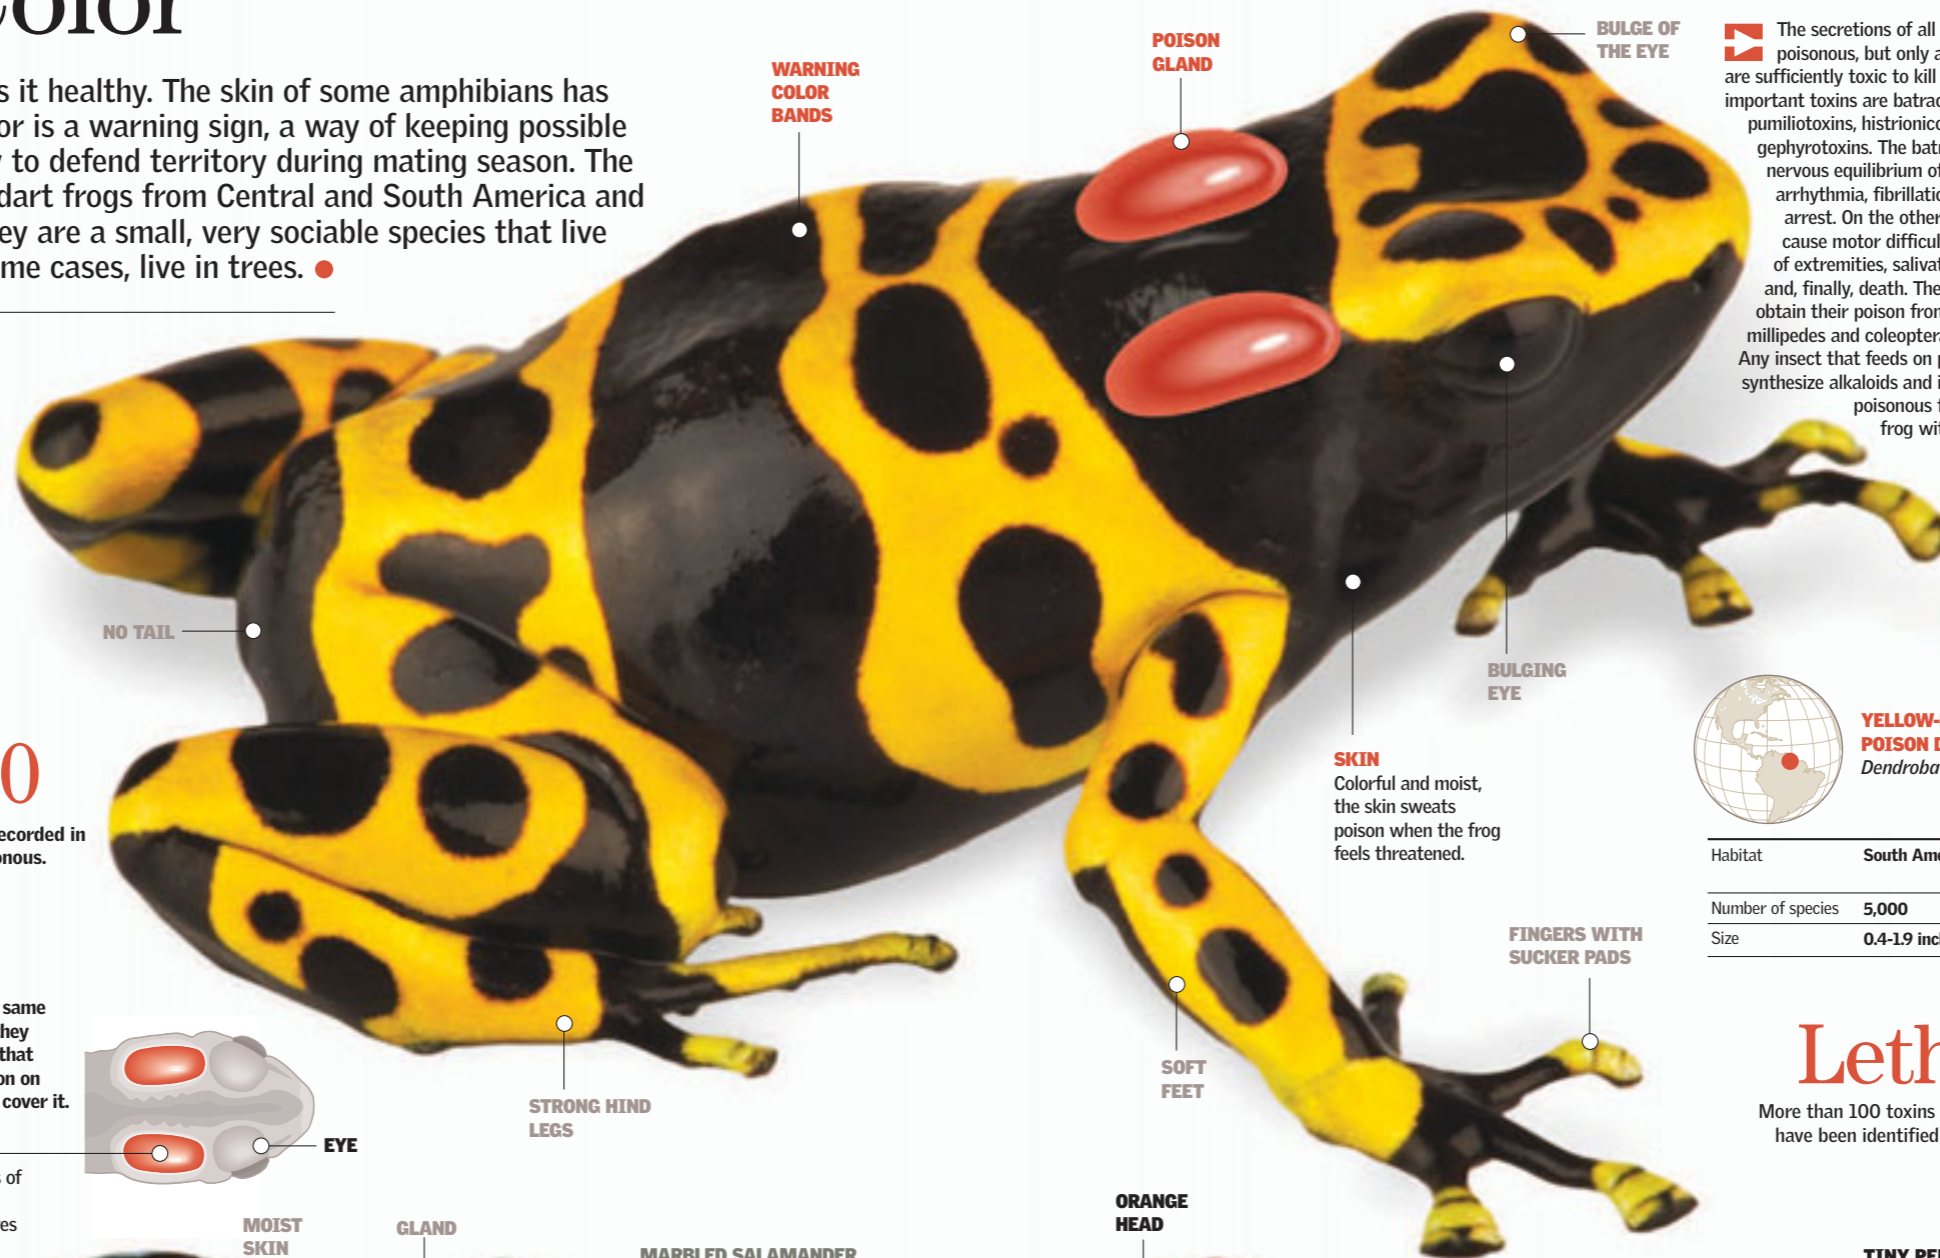 s it healthy. The skin of some amphibians has
or is a warning sign, a way of keeping possible
to defend territory during mating season. The
dart frogs from Central and South America and
ey are a small, very sociable species that live
me cases, live in trees.
WARNING
COLOR
BANDS
POISON
GLAND
BULGE OF
THE EYE
The secretions of all
poisonous, but only a
are sufficiently toxic to kill
important toxins are batrac
pumiliotoxins, histrionico
gephyrotoxins. The batr
nervous equilibrium of
arrhythmia, fibrillatio
arrest. On the other
cause motor difficul
of extremities, salivat
and, finally, death. The
obtain their poison from
millipedes and coleoptera
Any insect that feeds on p
synthesize alkaloids and i
poisonous f
frog wit
NO TAIL
BULGING
EYE
SKIN
Colorful and moist,
the skin sweats
poison when the frog
feels threatened.
YELLOW-
POISON D
Dendroba
Habitat South Ame
Number of species 5,000
Size 0.4-1.9 incl
0
ecorded in
onous.
same
hey
that
on on
cover it.
EYE
s of
es
STRONG HIND
LEGS
SOFT
FEET
FINGERS WITH
SUCKER PADS
Leth
More than 100 toxins
have been identified
MOIST
SKIN
GLAND
MARBLED SALAMANDER
ORANGE
HEAD
TINY PE